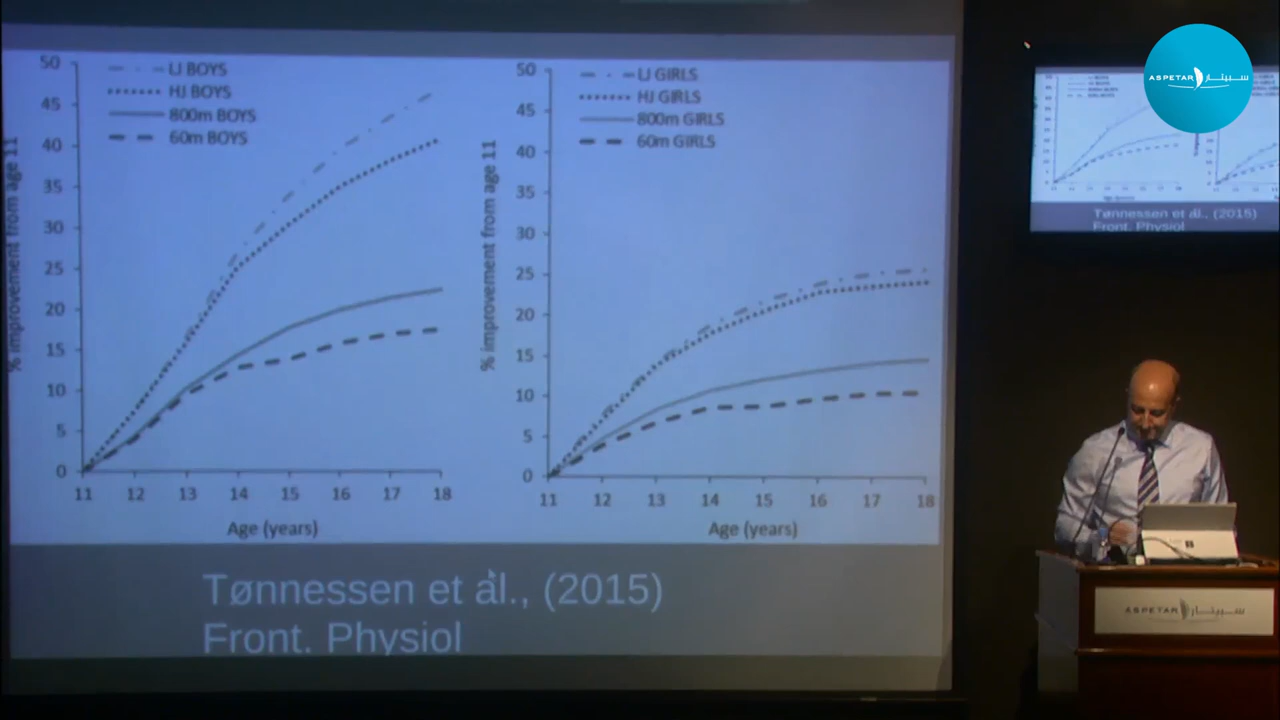 50
45
40
35
30
25
20
15
10
5
0
% improvement from age 11
LJ BOYS
HJ BOYS
800m BOYS
60m BOYS
11 12 13 14 15 16 17 18
Age (years)
50
45
40
35
30
25
20
15
10
5
0
% improvement from age 11
LJ GIRLS
HJ GIRLS
800m GIRLS
60m GIRLS
11 12 13 14 15 16 17 18
Age (years)
Tønnessen et al., (2015)
Front. Physiol
ASPETAR سبيتار
Tønnessen et al., (2015)
Front. Physiol
ASPETAR سبيتار